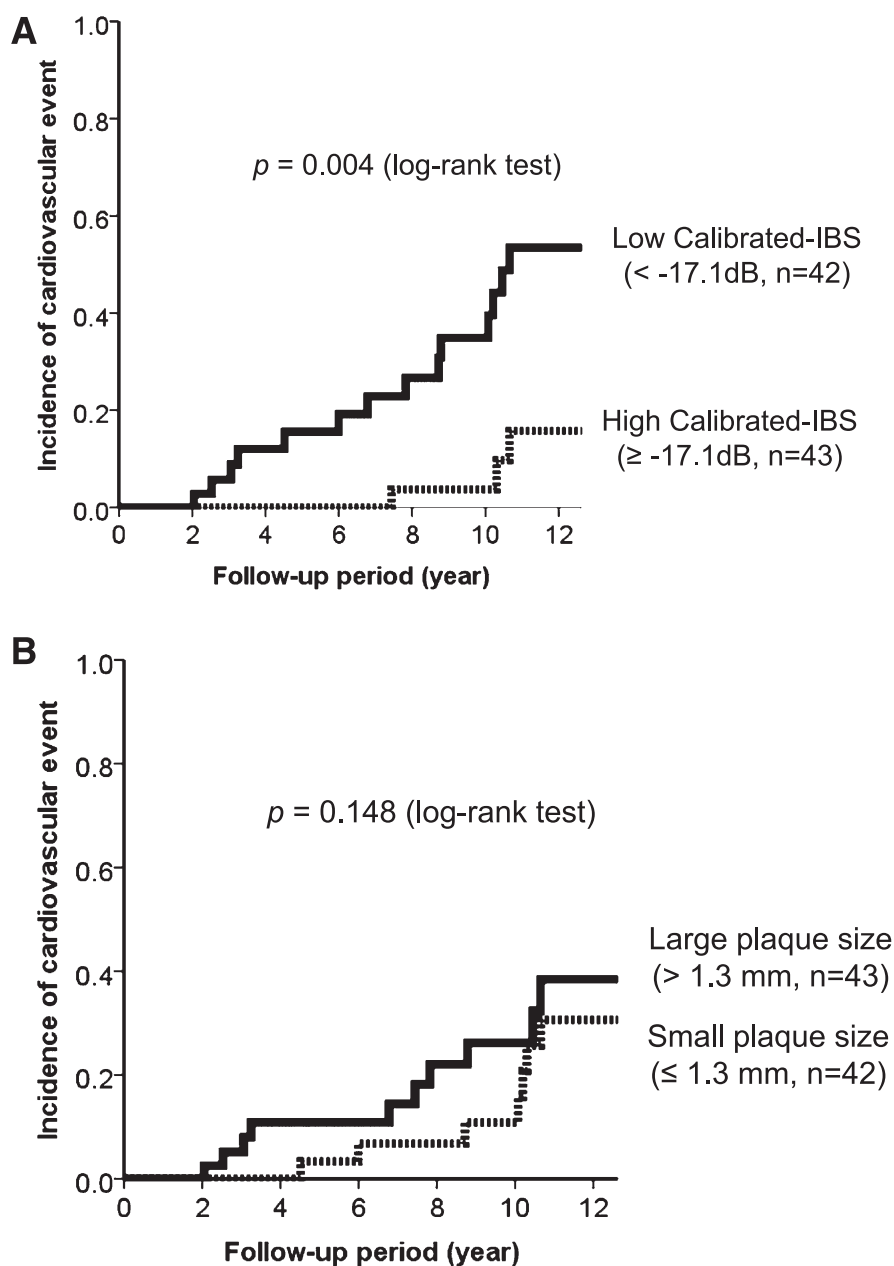 A
Incidence of cardiovascular event
1.0
0.8
0.6
0.4
0.2
0.0
p = 0.004 (log-rank test)
Low Calibrated-IBS
(< -17.1dB, n=42)
High Calibrated-IBS
(≥ -17.1dB, n=43)
0 2 4 6 8 10 12
Follow-up period (year)
B
Incidence of cardiovascular event
1.0
0.8
0.6
0.4
0.2
0.0
p = 0.148 (log-rank test)
Large plaque size
(> 1.3 mm, n=43)
Small plaque size
(≤ 1.3 mm, n=42)
0 2 4 6 8 10 12
Follow-up period (year)